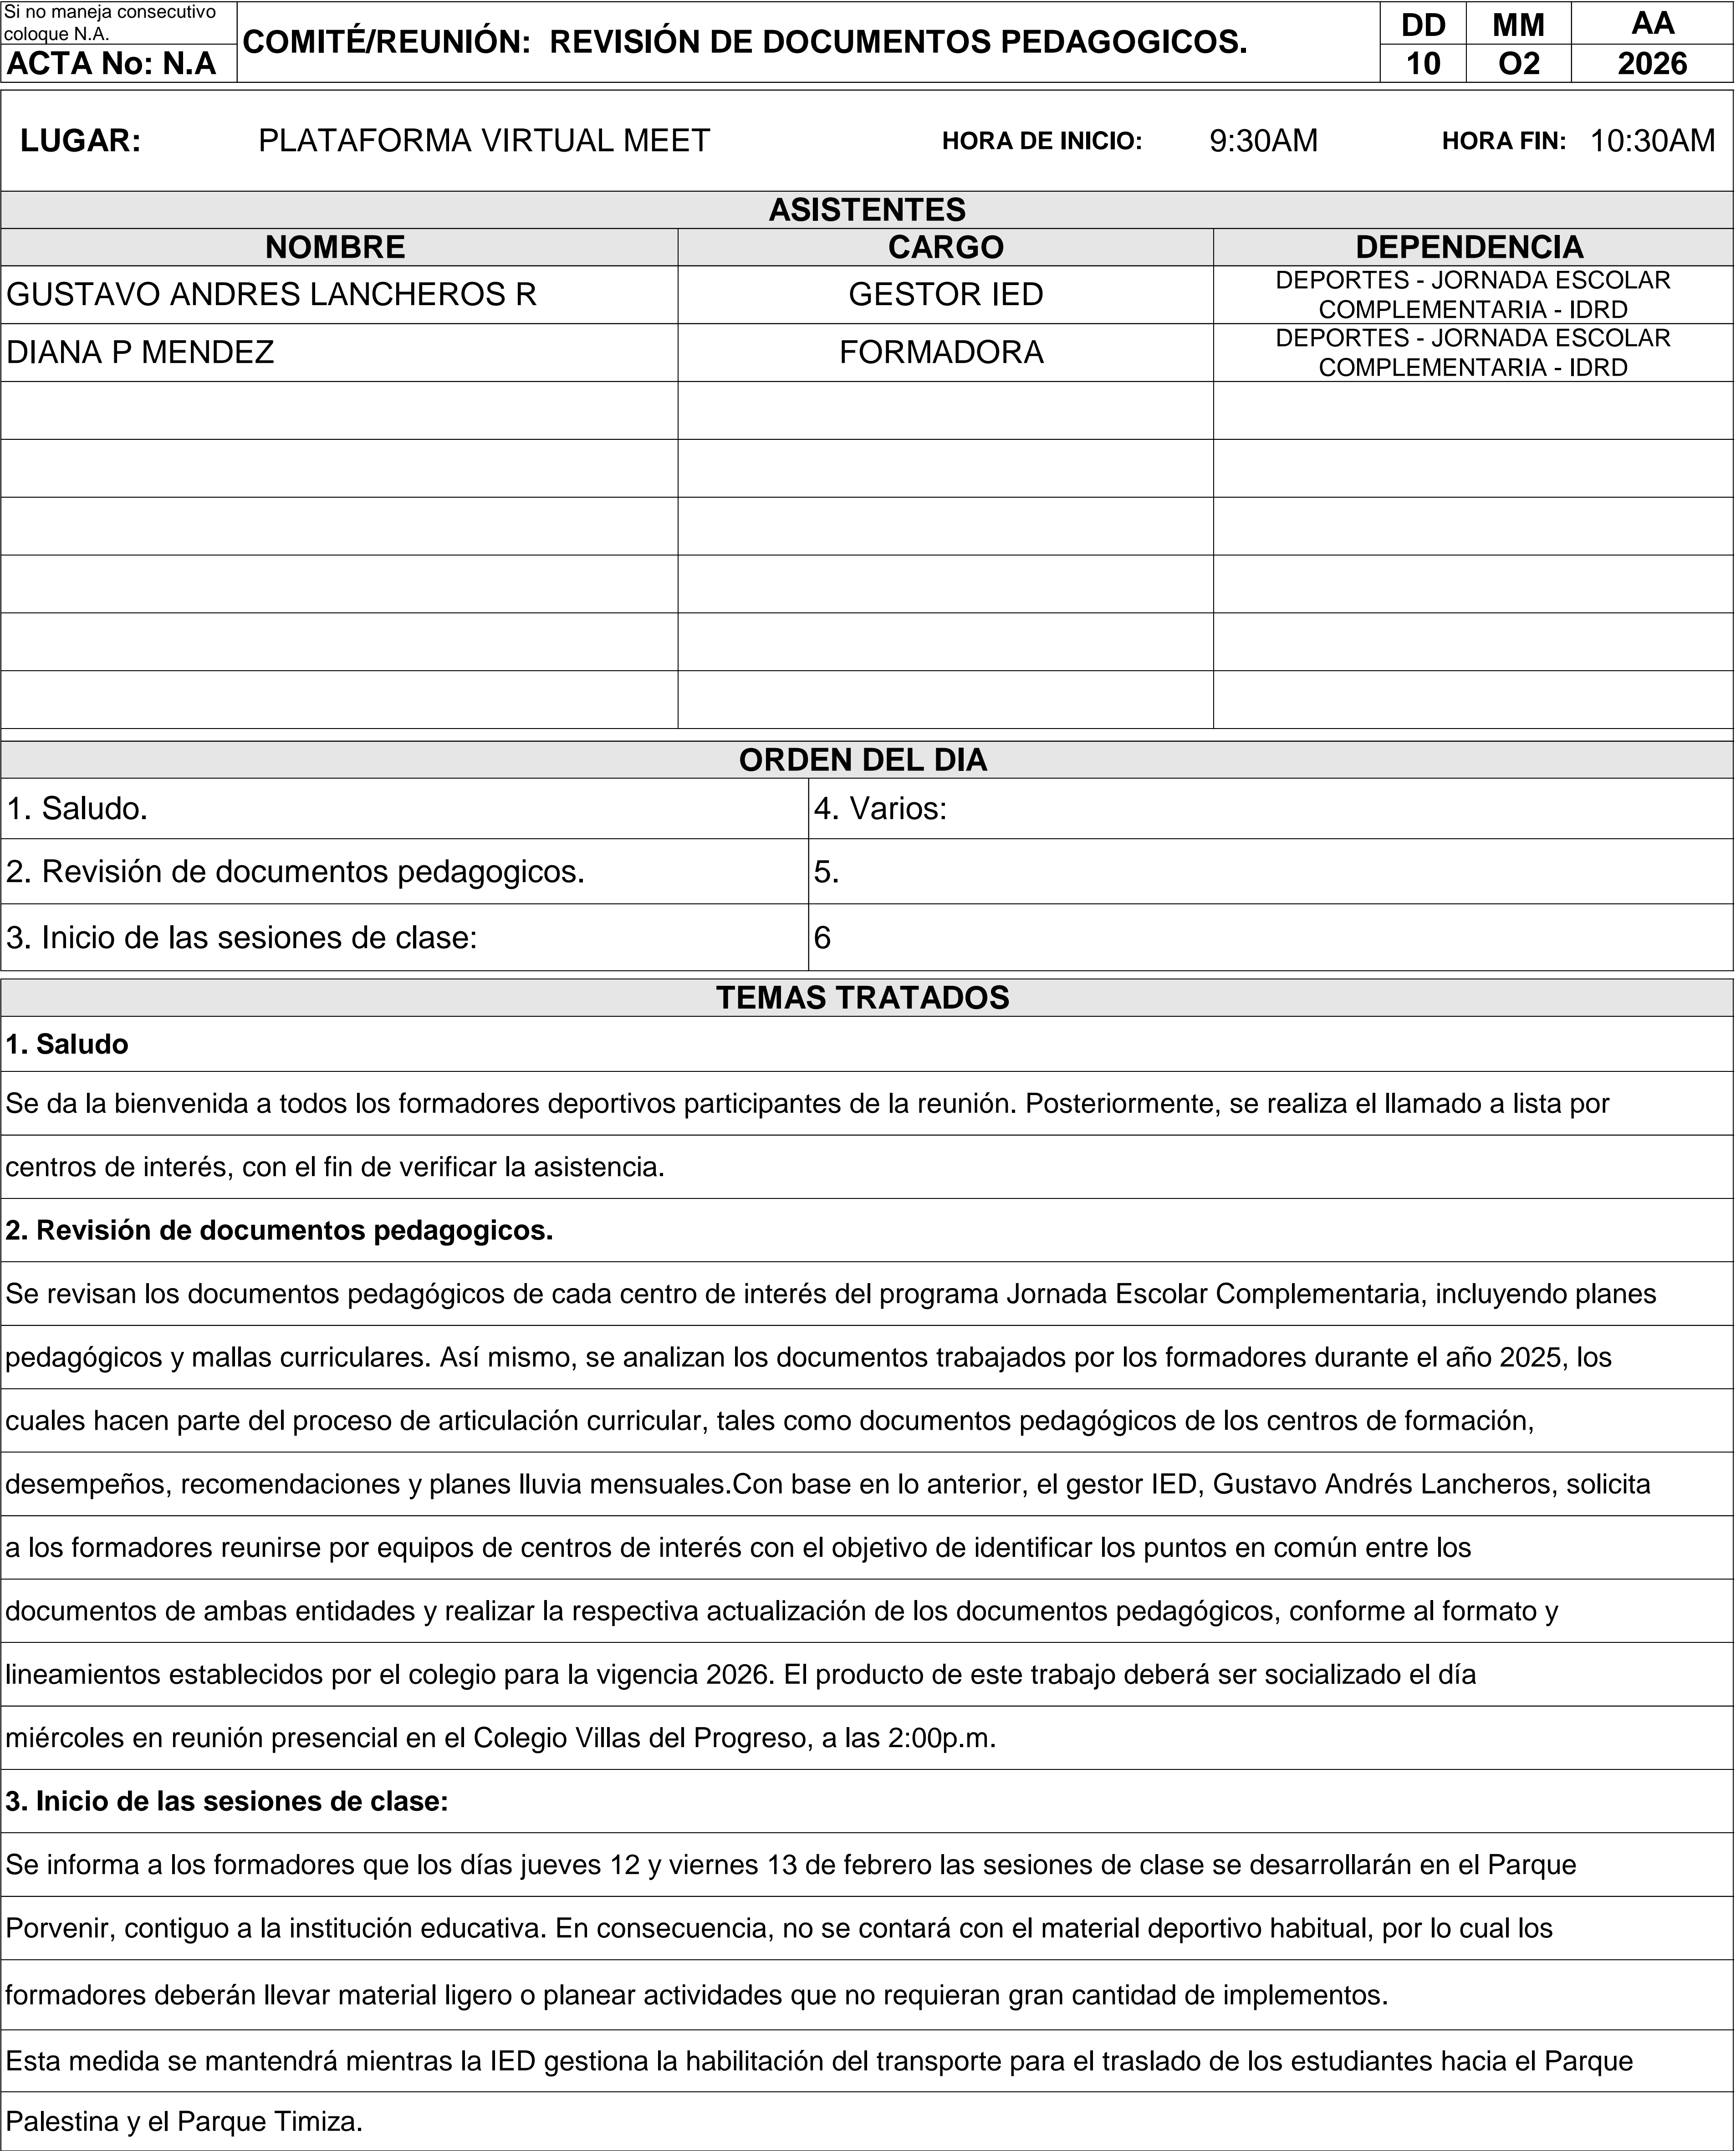 Si no maneja consecutivo
coloque N.A.
ACTA No: N.A
COMITÉ/REUNIÓN: REVISIÓN DE DOCUMENTOS PEDAGOGICOS.
DD MM AA
10 O2 2026
LUGAR: PLATAFORMA VIRTUAL MEET HORA DE INICIO: 9:30AM HORA FIN: 10:30AM
ASISTENTES
NOMBRE CARGO DEPENDENCIA
GUSTAVO ANDRES LANCHEROS R GESTOR IED DEPORTES - JORNADA ESCOLAR
COMPLEMENTARIA - IDRD
DIANA P MENDEZ FORMADORA DEPORTES - JORNADA ESCOLAR
COMPLEMENTARIA - IDRD
ORDEN DEL DIA
1. Saludo. 4. Varios:
2. Revisión de documentos pedagogicos. 5.
3. Inicio de las sesiones de clase: 6
TEMAS TRATADOS
1. Saludo
Se da la bienvenida a todos los formadores deportivos participantes de la reunión. Posteriormente, se realiza el llamado a lista por
centros de interés, con el fin de verificar la asistencia.
2. Revisión de documentos pedagogicos.
Se revisan los documentos pedagógicos de cada centro de interés del programa Jornada Escolar Complementaria, incluyendo planes
pedagógicos y mallas curriculares. Así mismo, se analizan los documentos trabajados por los formadores durante el año 2025, los
cuales hacen parte del proceso de articulación curricular, tales como documentos pedagógicos de los centros de formación,
desempeños, recomendaciones y planes lluvia mensuales.Con base en lo anterior, el gestor IED, Gustavo Andrés Lancheros, solicita
a los formadores reunirse por equipos de centros de interés con el objetivo de identificar los puntos en común entre los
documentos de ambas entidades y realizar la respectiva actualización de los documentos pedagógicos, conforme al formato y
lineamientos establecidos por el colegio para la vigencia 2026. El producto de este trabajo deberá ser socializado el día
miércoles en reunión presencial en el Colegio Villas del Progreso, a las 2:00p.m.
3. Inicio de las sesiones de clase:
Se informa a los formadores que los días jueves 12 y viernes 13 de febrero las sesiones de clase se desarrollarán en el Parque
Porvenir, contiguo a la institución educativa. En consecuencia, no se contará con el material deportivo habitual, por lo cual los
formadores deberán llevar material ligero o planear actividades que no requieran gran cantidad de implementos.
Esta medida se mantendrá mientras la IED gestiona la habilitación del transporte para el traslado de los estudiantes hacia el Parque
Palestina y el Parque Timiza.